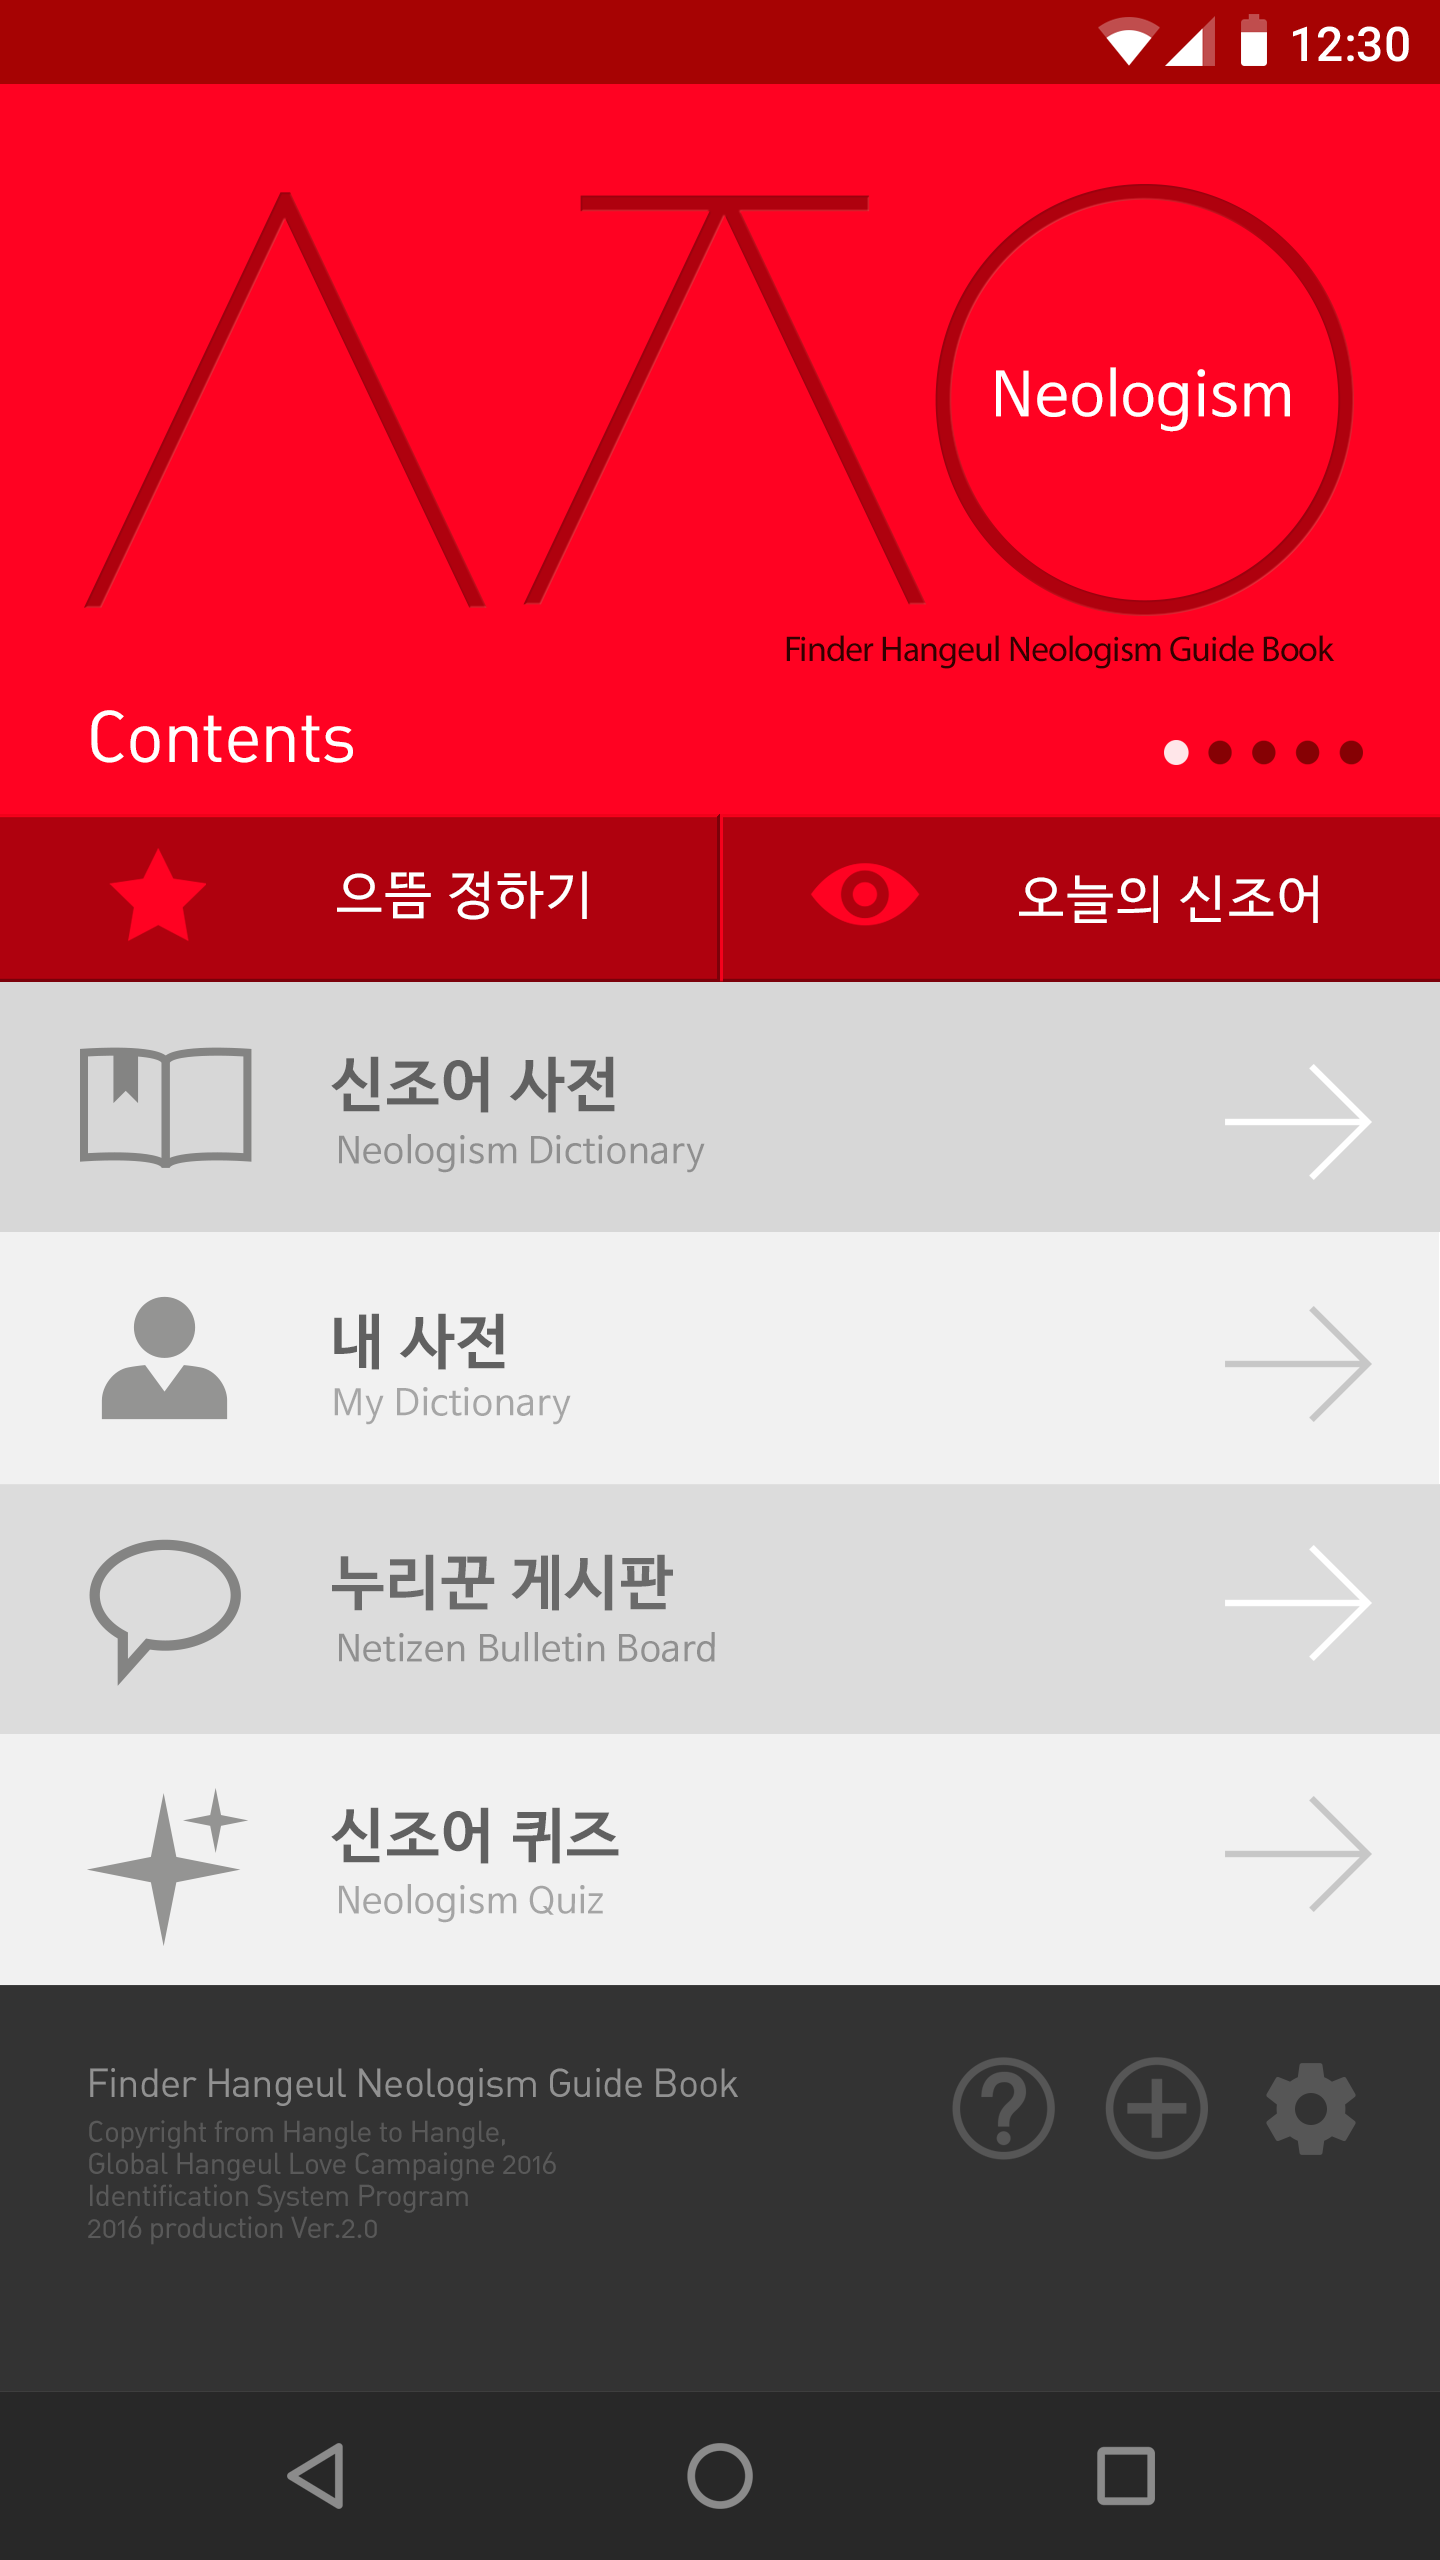 12:30
ㅅㅈㅇ
Neologism
Finder Hangeul Neologism Guide Book
Contents
으뜸 정하기
오늘의 신조어
신조어 사전
Neologism Dictionary
내 사전
My Dictionary
누리꾼 게시판
Netizen Bulletin Board
신조어 퀴즈
Neologism Quiz
Finder Hangeul Neologism Guide Book
Copyright from Hangle to Hangle,
Global Hangeul Love Campaigne 2016
Identification System Program
2016 production Ver.2.0